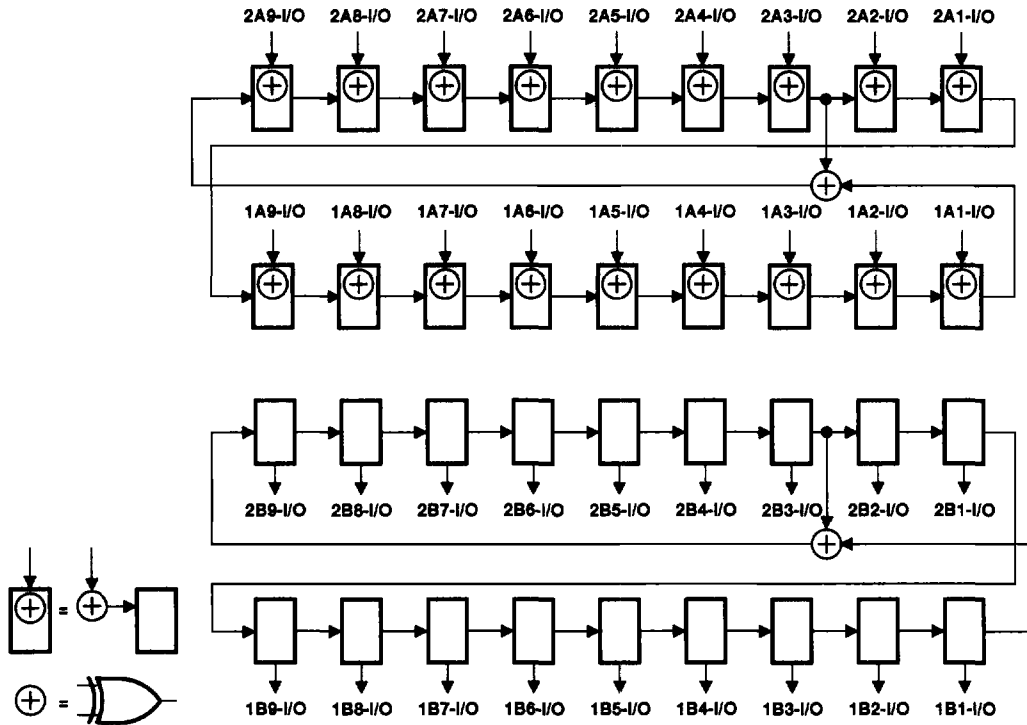 2A9-I/O 2A8-I/O 2A7-I/O 2A6-I/O 2A5-I/O 2A4-I/O 2A3-I/O 2A2-I/O 2A1-I/O
1A9-I/O 1A8-I/O 1A7-I/O 1A6-I/O 1A5-I/O 1A4-I/O 1A3-I/O 1A2-I/O 1A1-I/O
2B9-I/O 2B8-I/O 2B7-I/O 2B6-I/O 2B5-I/O 2B4-I/O 2B3-I/O 2B2-I/O 2B1-I/O
=
1B9-I/O 1B8-I/O 1B7-I/O 1B6-I/O 1B5-I/O 1B4-I/O 1B3-I/O 1B2-I/O 1B1-I/O
=